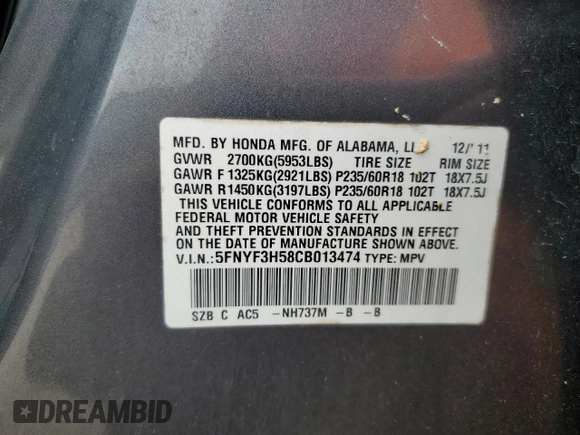 MFD. BY HONDA MFG. OF ALABAMA, 12/'11
GVWR 2700KG(5953LBS) TIRE SIZE RIM SIZE
GAWR F 1325KG(2921LBS) P235/60R18 102T 18X7.5J
GAWR R1450KG(3197LBS) P235/60R18 102T 18X7.5J
THIS VEHICLE CONFORMS TO ALL APPLICABLE
FEDERAL MOTOR VEHICLE SAFETY
AND THEFT PREVENTION STANDARDS IN EFFECT
ON THE DATE OF MANUFACTURE SHOWN ABOVE.
V.I.N.:5FNYF3H58CB013474 TYPE: MPV
SZB C AC5 -NH737M -B -B
DREAMBID